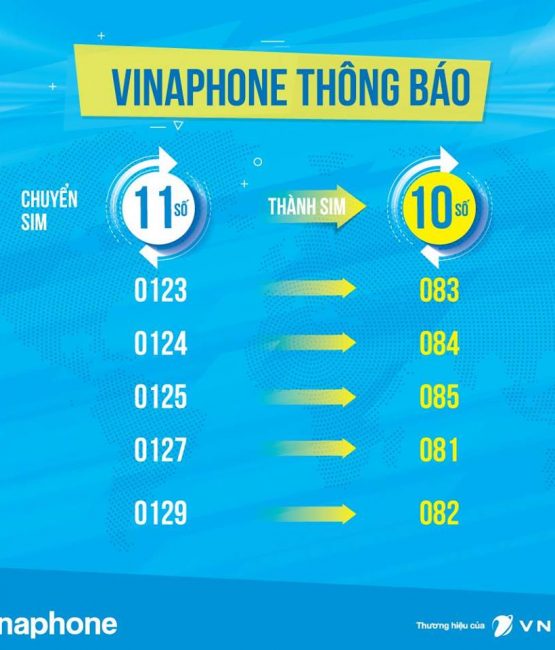 VINAPHONE THÔNG BÁO
CHUYỂN
SIM
11 SỐ
THÀNH SIM
10 SỐ
0123 083
0124 084
0125 085
0127 081
0129 082
naphone
Thương hiệu của VN